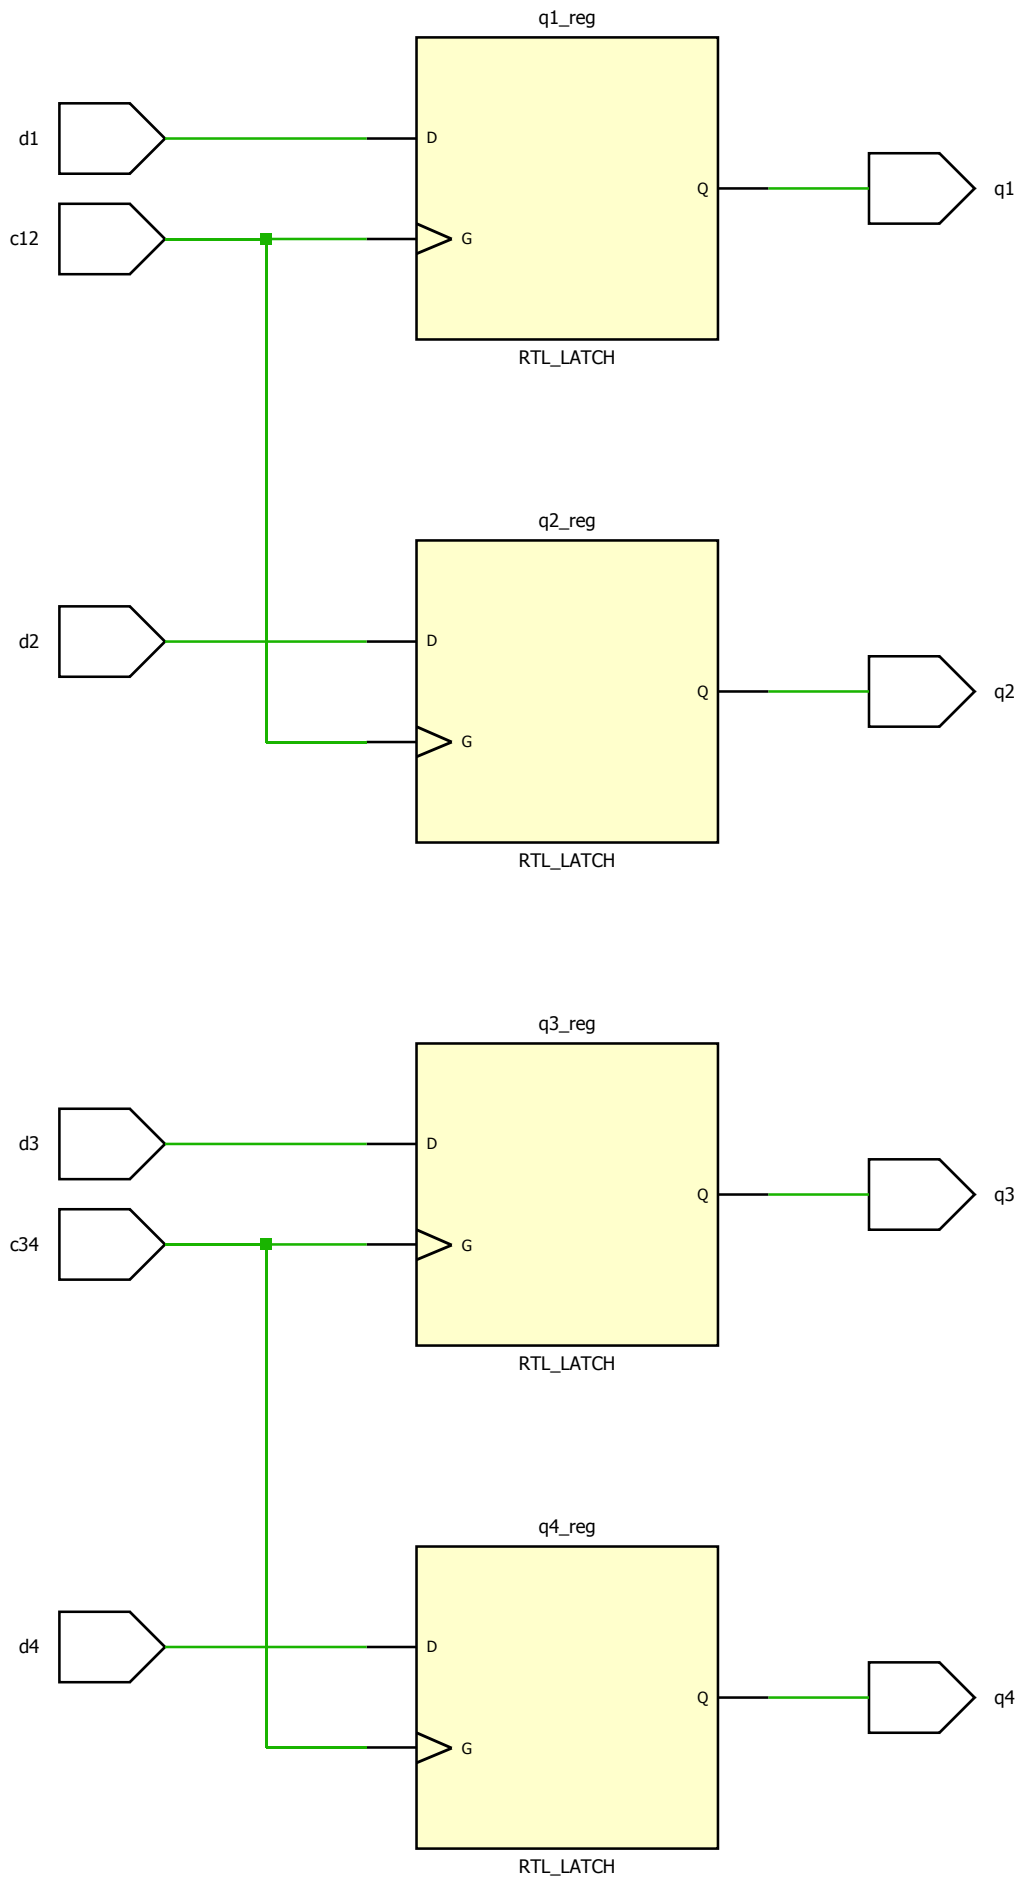 q1_reg
d1
D
Q
q1
c12
G
RTL_LATCH
q2_reg
d2
D
Q
q2
G
RTL_LATCH
q3_reg
d3
D
Q
q3
c34
G
RTL_LATCH
q4_reg
d4
D
Q
q4
G
RTL_LATCH